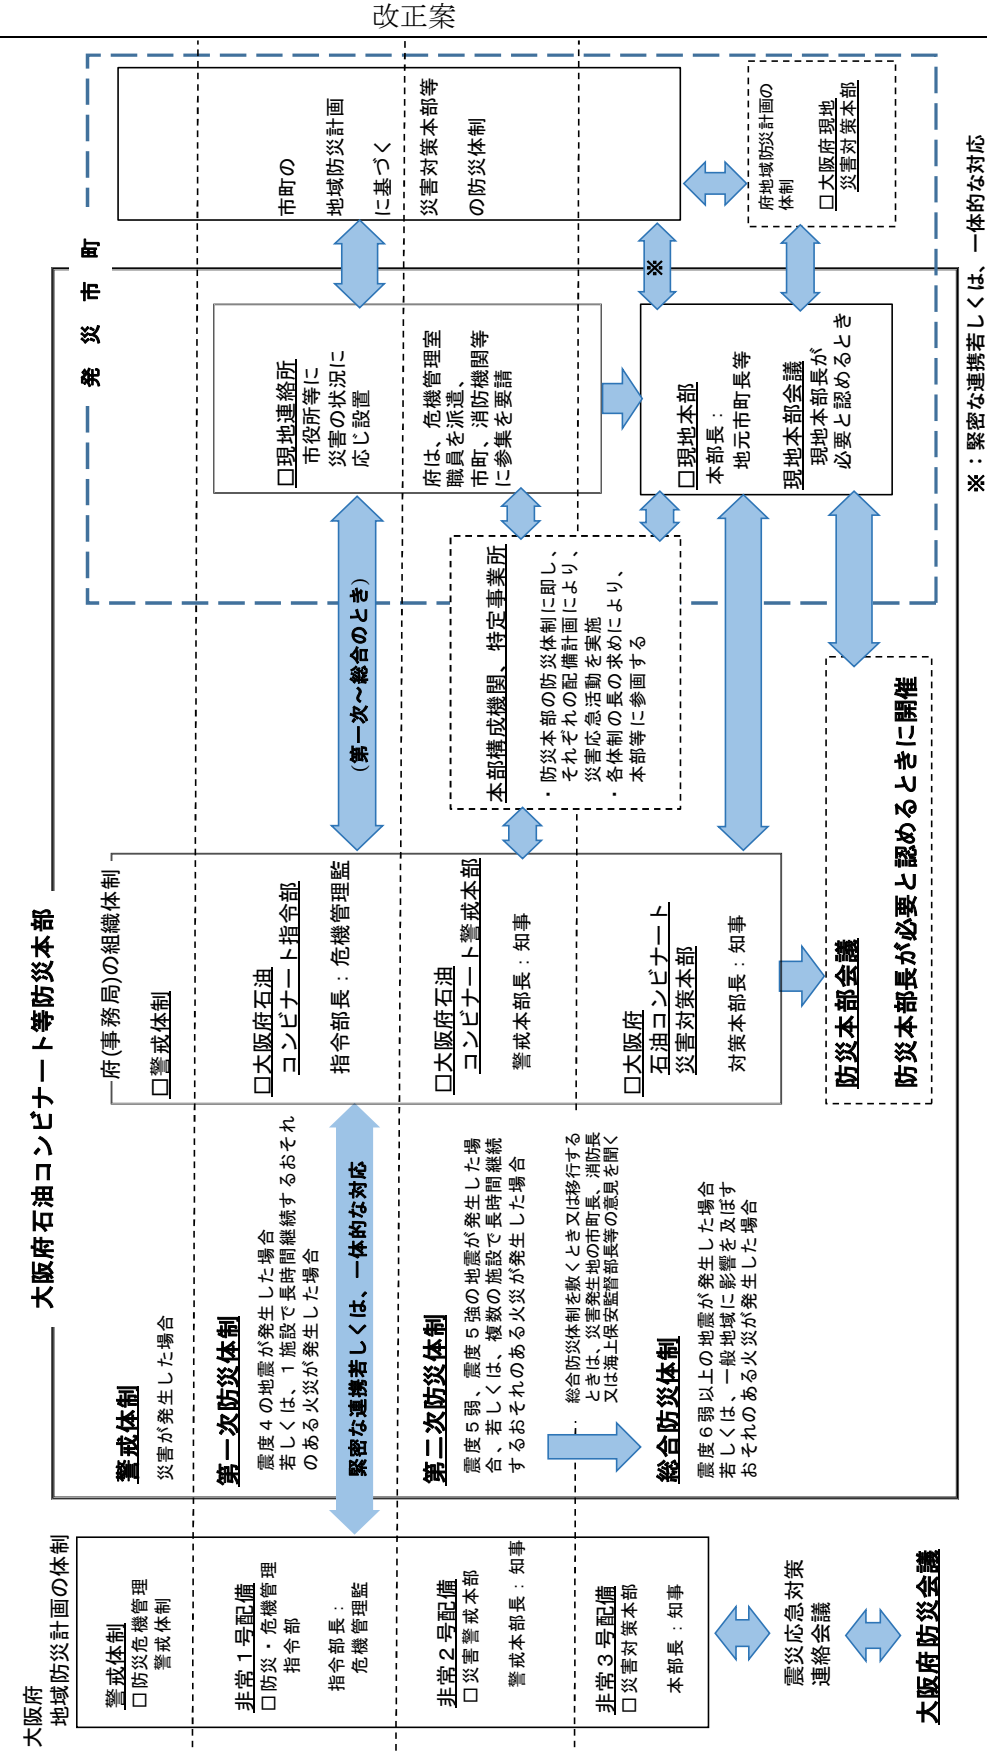 改正案
大阪府
地域防災計画の体制
警戒体制
□防災危機管理
警戒体制
非常１号配備
□防災・危機管理
指令部
指令部長：
危機管理監
非常２号配備
□災害警戒本部
警戒本部長：知事
非常３号配備
□災害対策本部
本部長：知事
震災応急対策
連絡会議
大阪府防災会議
大阪府石油コンビナート等防災本部
警戒体制
災害が発生した場合
第一次防災体制
震度４の地震が発生した場合
若しくは、１施設で長時間継続するおそれ
のある火災が発生した場合
緊密な連携若しくは、一体的な対応
第二次防災体制
震度５弱、震度５強の地震が発生した場
合、若しくは、複数の施設で長時間継続
するおそれのある火災が発生した場合
総合防災体制を敷くとき又は移行する
ときは、災害発生地の市町長、消防長
又は海上保安監督部長等の意見を聞く
総合防災体制
震度６弱以上の地震が発生した場合
若しくは、一般地域に影響を及ぼす
おそれのある火災が発生した場合
府(事務局)の組織体制
□警戒体制
□大阪府石油
コンビナート指令部
指令部長：危機管理監
□大阪府石油
コンビナート警戒本部
警戒本部長：知事
□大阪府
石油コンビナート
災害対策本部
対策本部長：知事
防災本部会議
防災本部長が必要と認めるときに開催
(第一次～総合のとき)
本部構成機関、特定事業所
・防災本部の防災体制に即し、
それぞれの配備計画により、
災害応急活動を実施
・各体制の長の求めにより、
本部等に参画する
発災市町
□現地連絡所
市役所等に
災害の状況に
応じ設置
府は、危機管理室
職員を派遣、
市町、消防機関等
に参集を要請
□現地本部
本部長：
地元市町長等
現地本部会議
現地本部長が
必要と認めるとき
市町の
地域防災計画
に基づく
災害対策本部等
の防災体制
※
府地域防災計画の
体制
□大阪府現地
災害対策本部
※：緊密な連携若しくは、一体的な対応